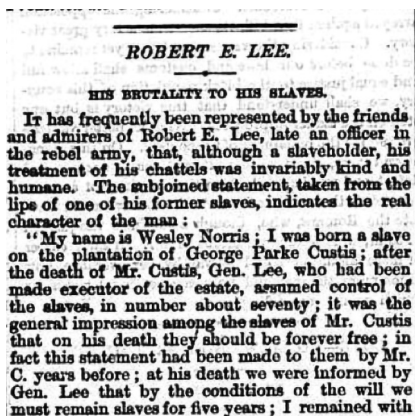 ROBERT E. LEE.
HIS BRUTALITY TO HIS SLAVES.
IT has frequently been represented by the friends
and admirers of Robert E. Lee, late an officer in
the rebel army, that, although a slaveholder, his
treatment of his chattels was invariably kind and
humane. The subjoined statement, taken from the
lips of one of his former slaves, indicates the real
character of the man:
"My name is Wesley Norris; I was born a slave
on the plantation of George Parke Custis; after
the death of Mr. Custis, Gen. Lee, who had been
made executor of the estate, assumed control of
the slaves, in number about seventy; it was the
general impression among the slaves of Mr. Custis
that on his death they should be forever free; in
fact this statement had been made to them by Mr.
C. years before; at his death we were informed by
Gen. Lee that by the conditions of the will we
must remain slaves for five years; I remained with